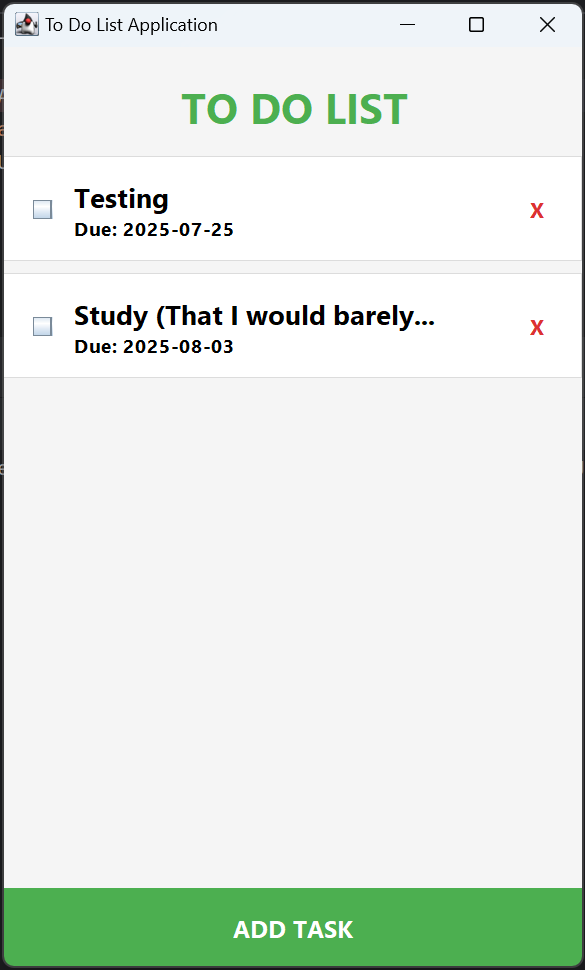 To Do List Application
TO DO LIST
Testing
X
Due: 2025-07-25
Study (That I would barely...
X
Due: 2025-08-03
ADD TASK